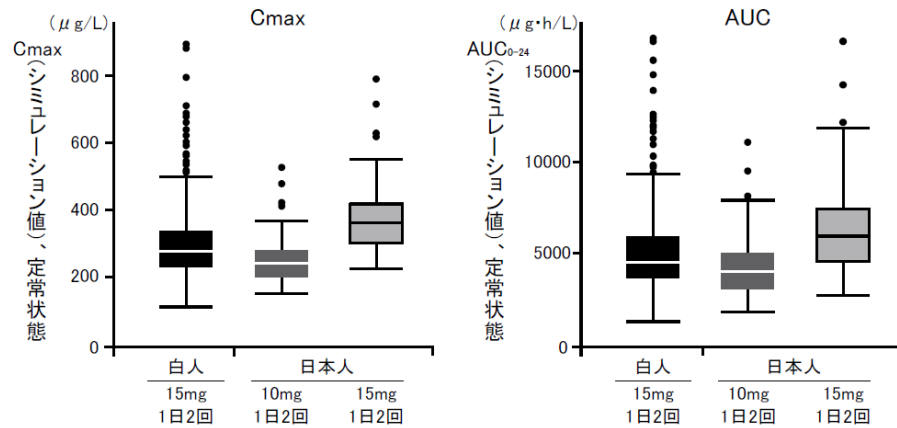 (μg/L)
Cmax
Cmax
(シミュレーション値)、定常状態
800
600
400
200
0
白人
日本人
15mg
1日2回
10mg
1日2回
15mg
1日2回
(μg・h/L)
AUC
AUC₀₋₂₄
(シミュレーション値)、定常状態
15000
10000
5000
0
白人
日本人
15mg
1日2回
10mg
1日2回
15mg
1日2回